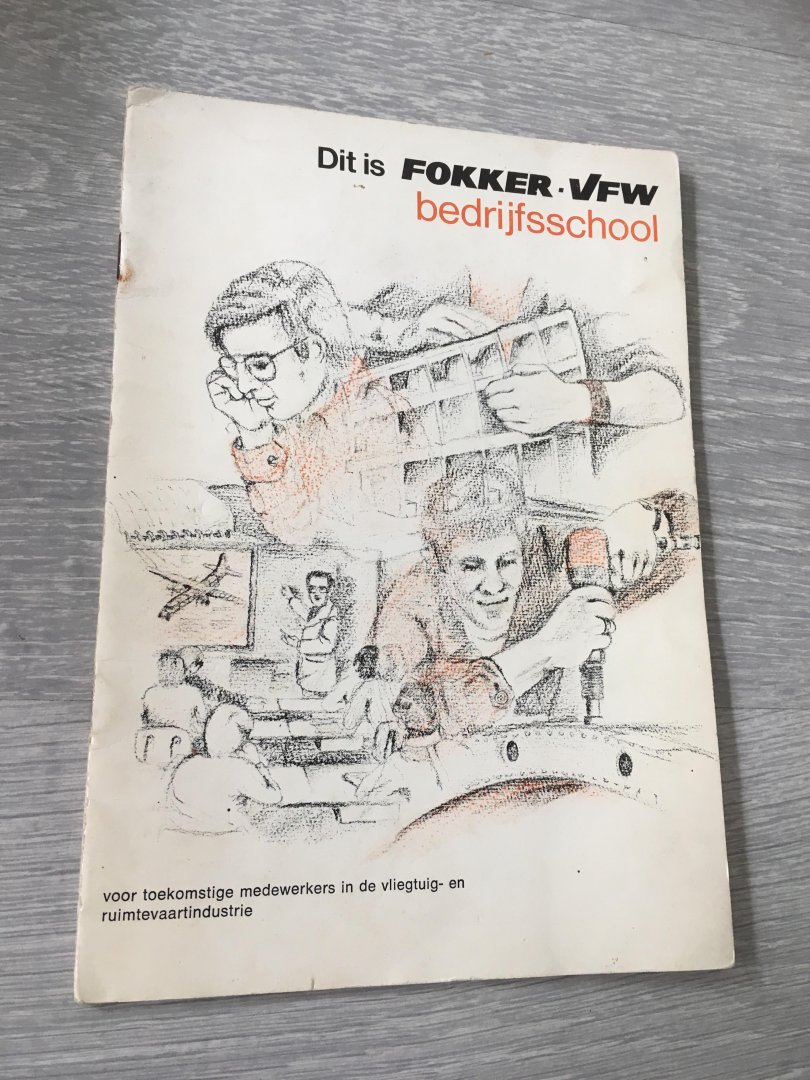 Dit is FOKKER·VFW
bedrijfsschool
voor toekomstige medewerkers in de vliegtuig- en
ruimtevaartindustrie